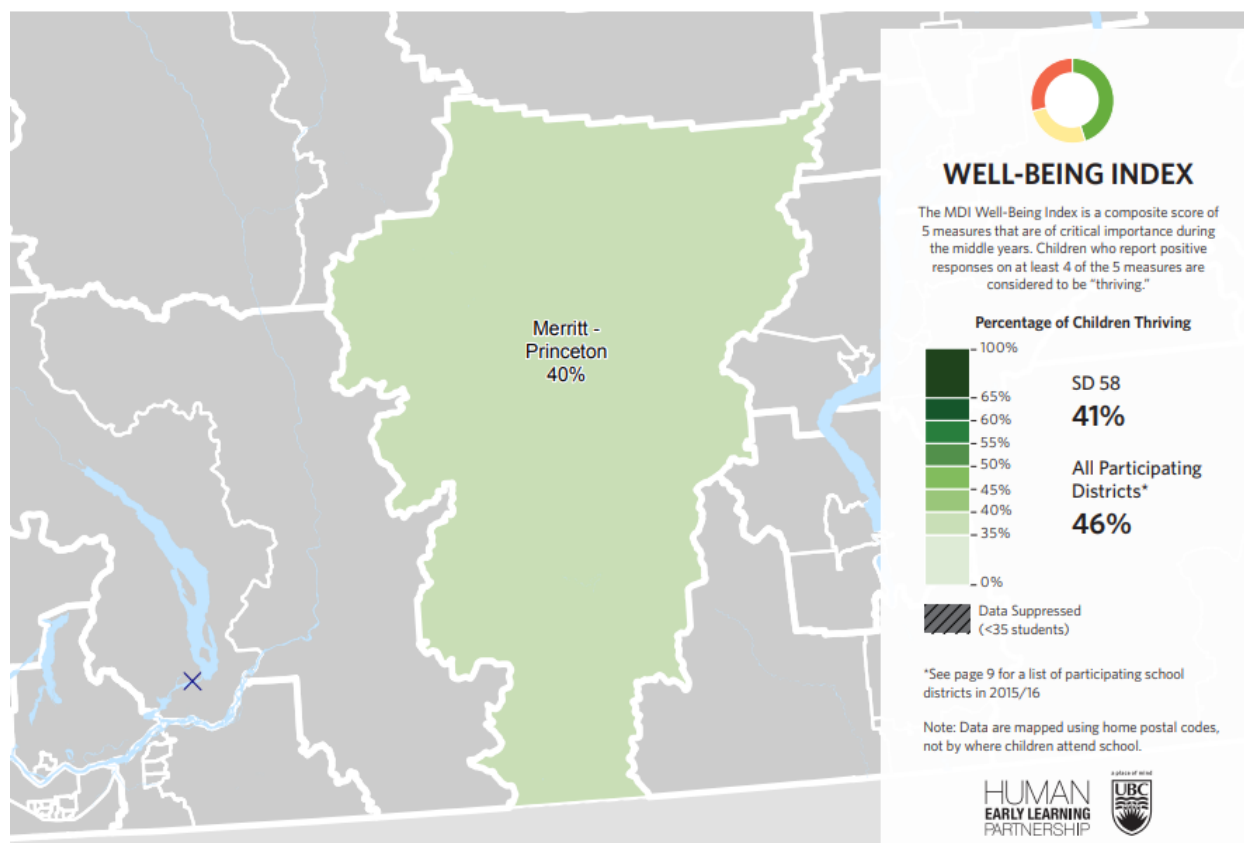 Merritt -
Princeton
40%
WELL-BEING INDEX
The MDI Well-Being Index is a composite score of
5 measures that are of critical importance during
the middle years. Children who report positive
responses on at least 4 of the 5 measures are
considered to be “thriving.”
Percentage of Children Thriving
100%
65%
60%
55%
50%
45%
40%
35%
0%
SD 58
41%
All Participating
Districts*
46%
Data Suppressed
(<35 students)
*See page 9 for a list of participating school
districts in 2015/16
Note: Data are mapped using home postal codes,
not by where children attend school.
HUMAN
EARLY LEARNING
PARTNERSHIP
a place of mind
UBC